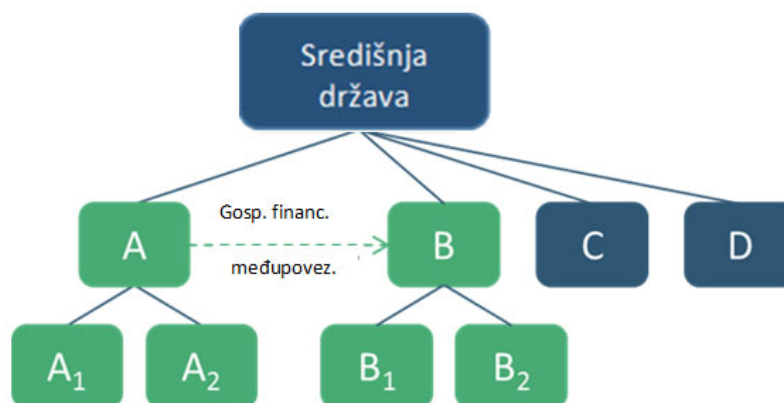 Središnja
država
Gosp. financ.
A
B
C
D
međupovez.
A₁
A₂
B₁
B₂